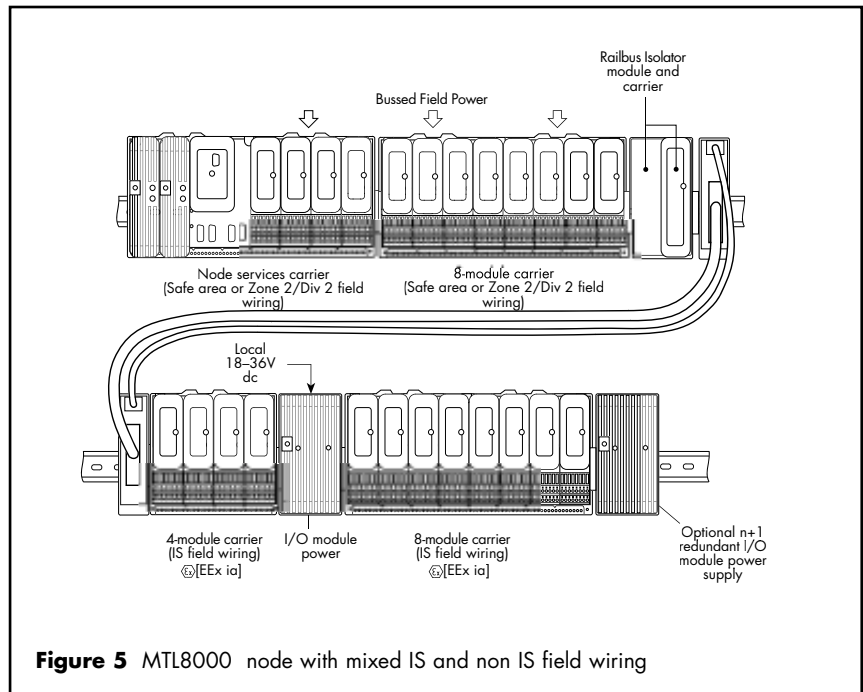 Railbus Isolator
module and
carrier
Bussed Field Power
Node services carrier
(Safe area or Zone 2/Div 2 field
wiring)
8-module carrier
(Safe area or Zone 2/Div 2 field
wiring)
Local
18–36V
dc
4-module carrier
(IS field wiring)
Ex [EEx ia]
I/O module
power
8-module carrier
(IS field wiring)
Ex [EEx ia]
Optional n+1
redundant I/O
module power
supply
Figure 5 MTL8000 node with mixed IS and non IS field wiring